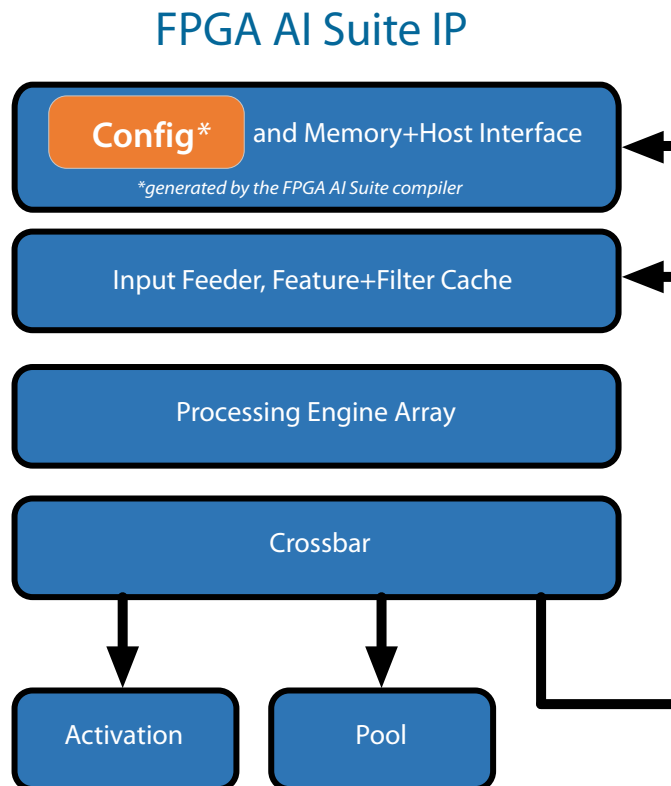 FPGA AI Suite IP
Config* and Memory+Host Interface
*generated by the FPGA AI Suite compiler
Input Feeder, Feature+Filter Cache
Processing Engine Array
Crossbar
Activation
Pool